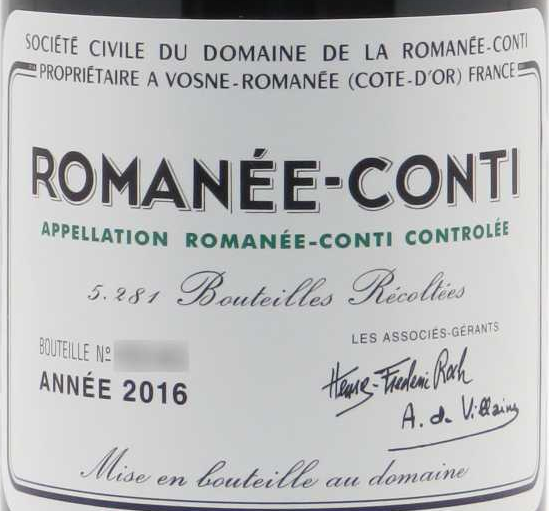 SOCIÉTÉ CIVILE DU DOMAINE DE LA ROMANÉE-CONTI
PROPRIÉTAIRE A VOSNE-ROMANÉE (COTE-D'OR) FRANCE
ROMANÉE-CONTI
APPELLATION ROMANÉE-CONTI CONTROLÉE
5.281 Bouteilles Récoltées
LES ASSOCIÉS-GÉRANTS
BOUTEILLE Nº
ANNÉE 2016
Henry-Frédéric Roch
A. de Villaine
Mise en bouteille au domaine